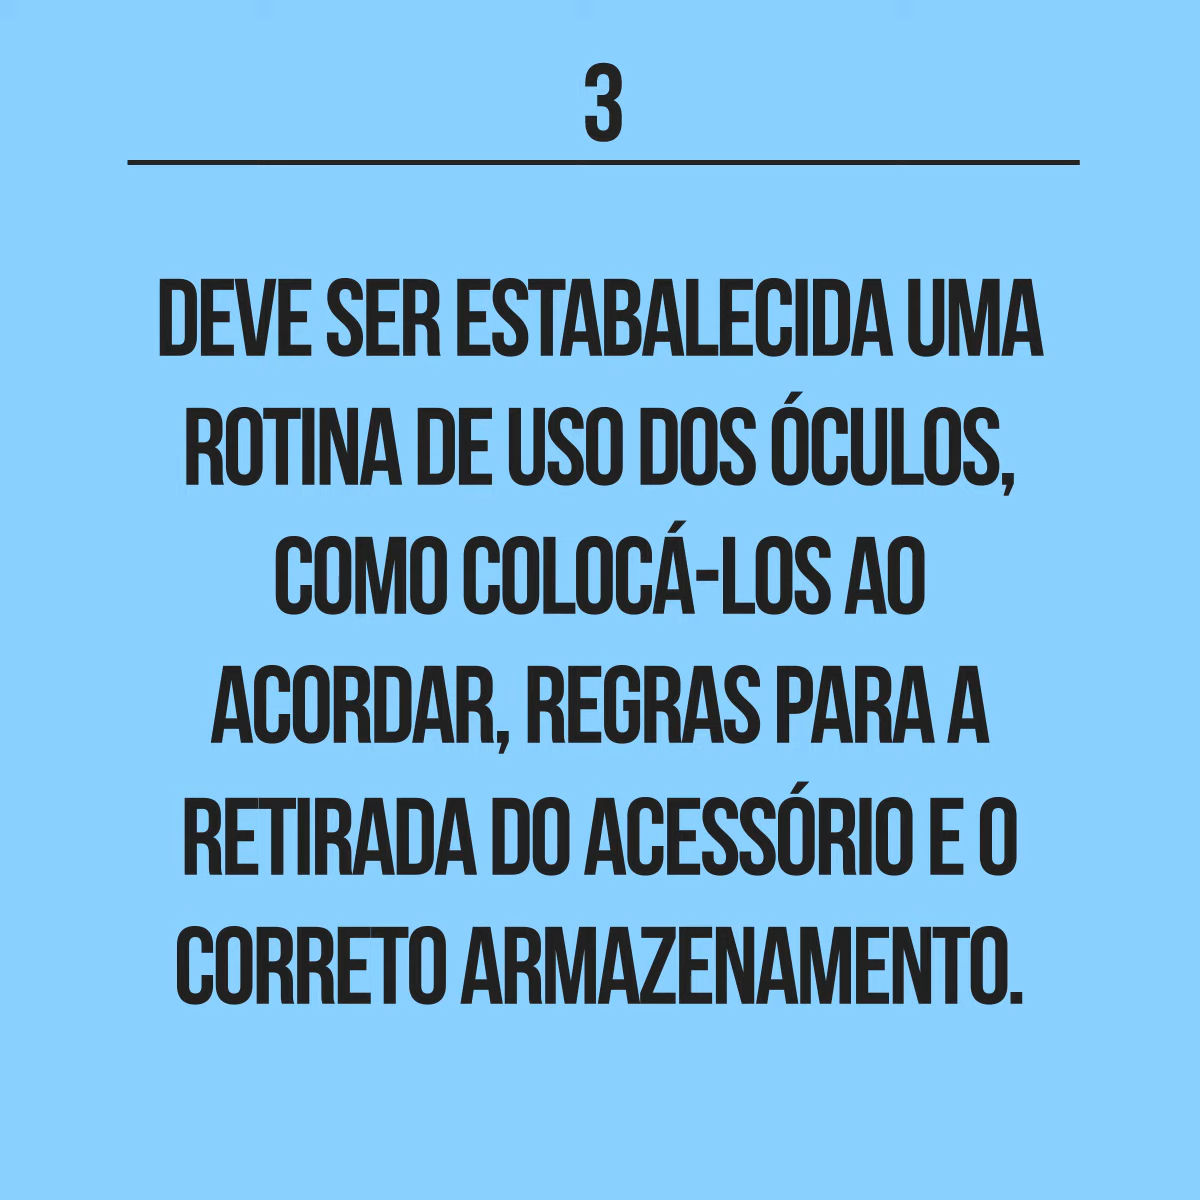 3
DEVE SER ESTABALECIDA UMA
ROTINA DE USO DOS ÓCULOS,
COMO COLOCÁ-LOS AO
ACORDAR, REGRAS PARA A
RETIRADA DO ACESSÓRIO E O
CORRETO ARMAZENAMENTO.